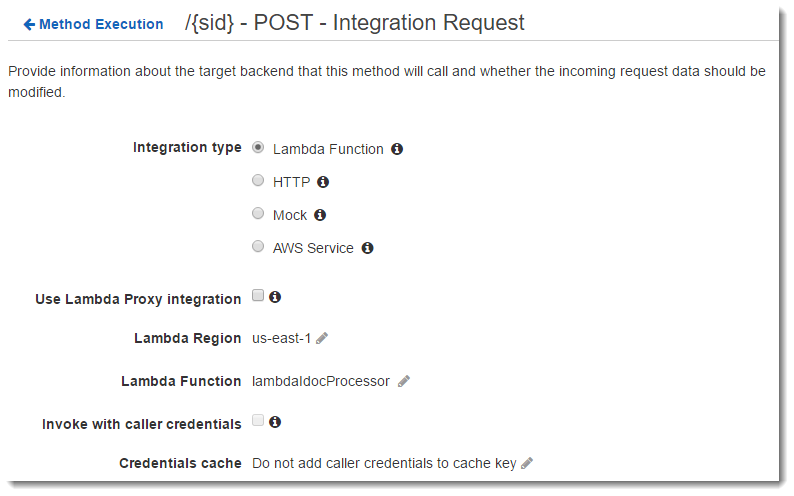 Method Execution /{sid} - POST - Integration Request
Provide information about the target backend that this method will call and whether the incoming request data should be
modified.
Integration type Lambda Function
HTTP
Mock
AWS Service
Use Lambda Proxy integration
Lambda Region us-east-1
Lambda Function lambdaIdocProcessor
Invoke with caller credentials
Credentials cache Do not add caller credentials to cache key